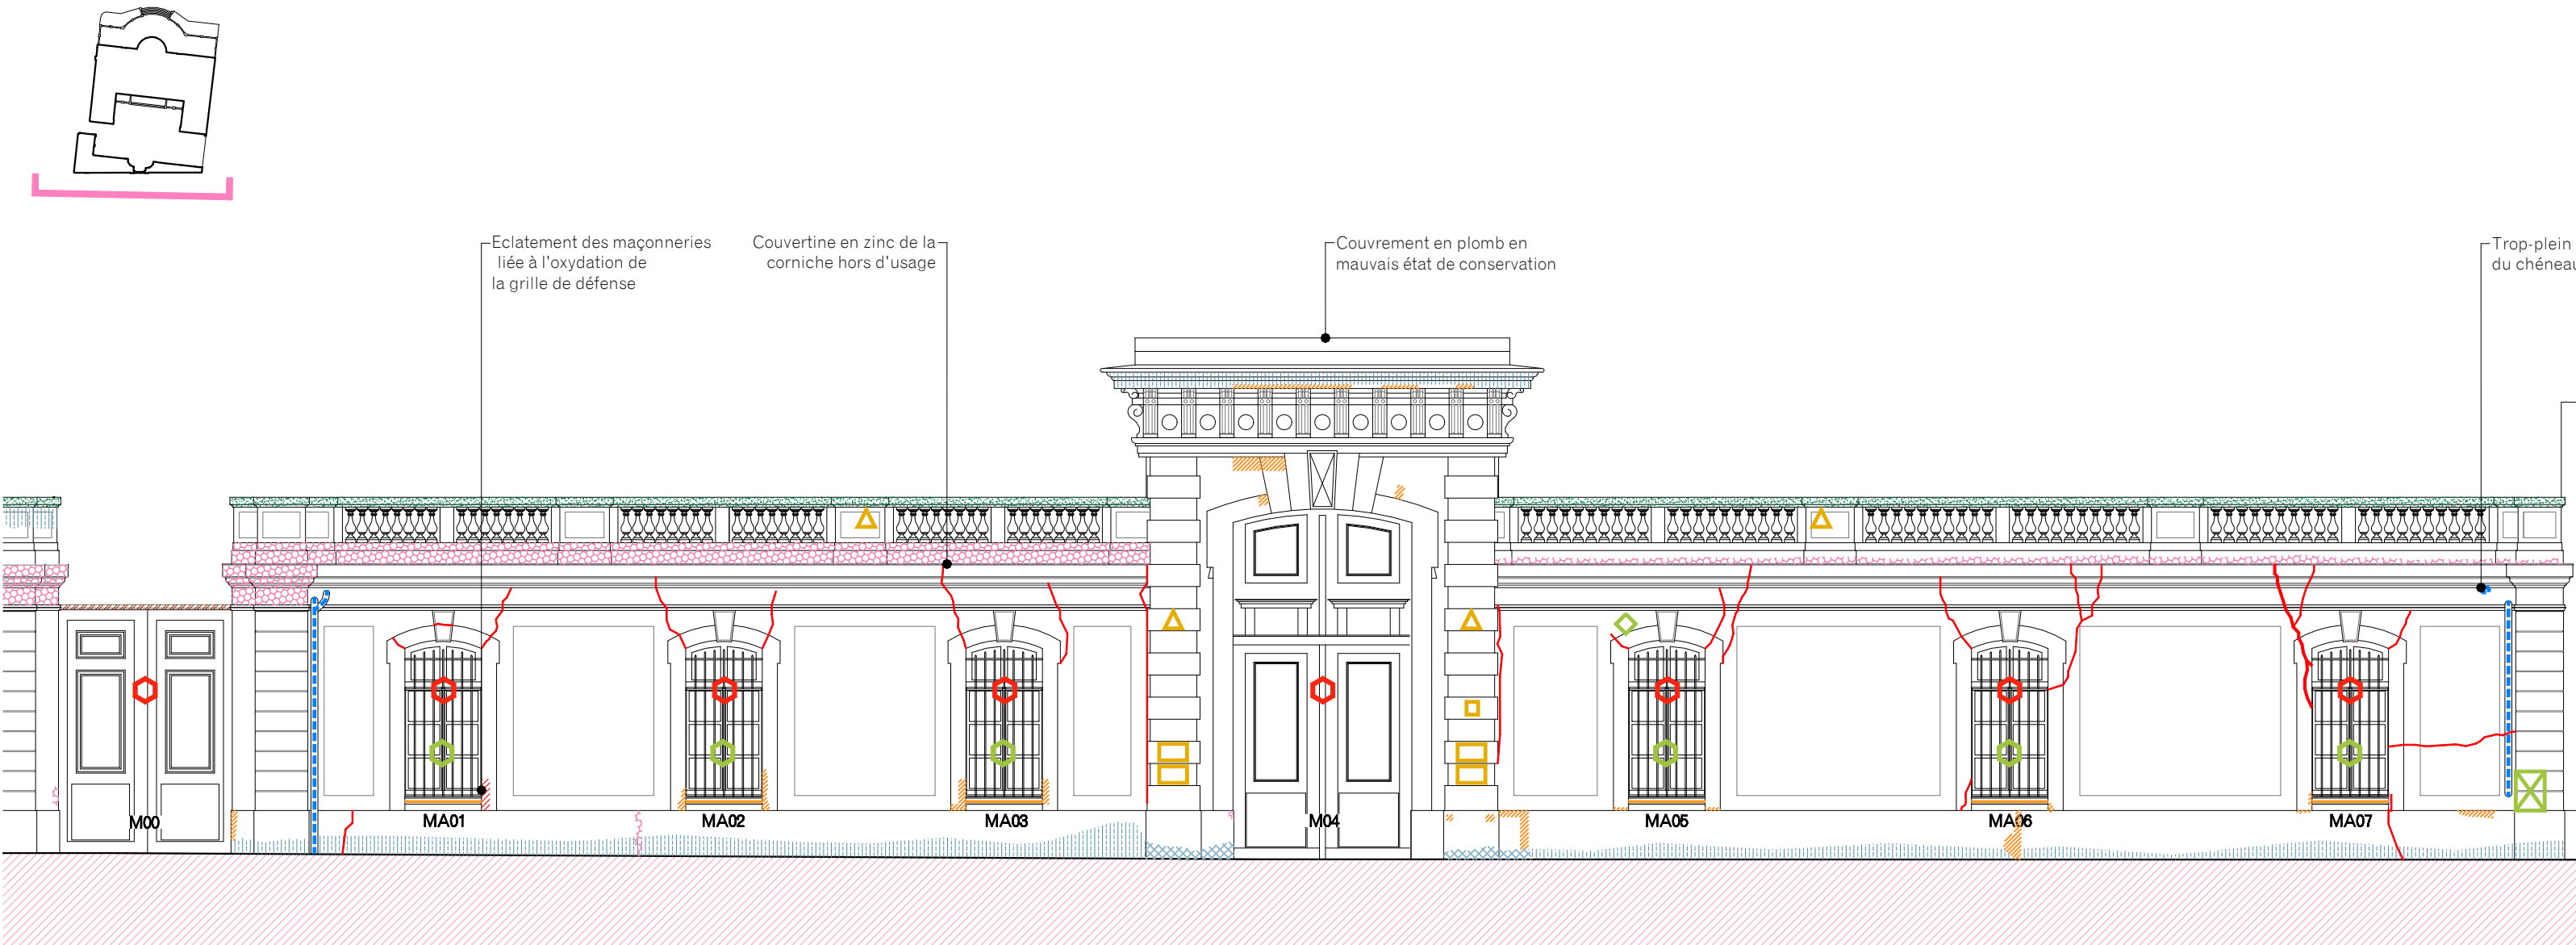 Eclatement des maçonneries
liée à l'oxydation de
la grille de défense
Couvertine en zinc de la
corniche hors d'usage
Couvrement en plomb en
mauvais état de conservation
Trop-plein
du chéneau
M00
MA01
MA02
MA03
M04
MA05
MA06
MA07